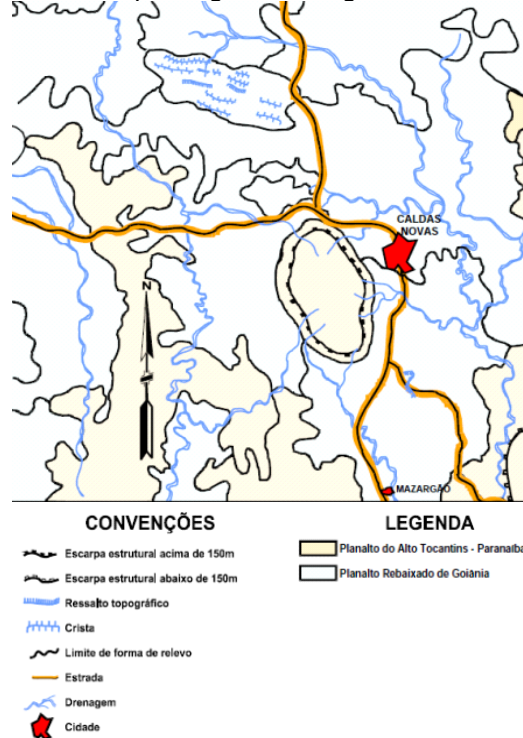 CALDAS
NOVAS
N
MAZARGÃO
CONVENÇÕES
Escarpa estrutural acima de 150m
Escarpa estrutural abaixo de 150m
Ressalto topográfico
Crista
Limite de forma de relevo
Estrada
Drenagem
Cidade
LEGENDA
Planalto do Alto Tocantins - Paranaíba
Planalto Rebaixado de Goiânia